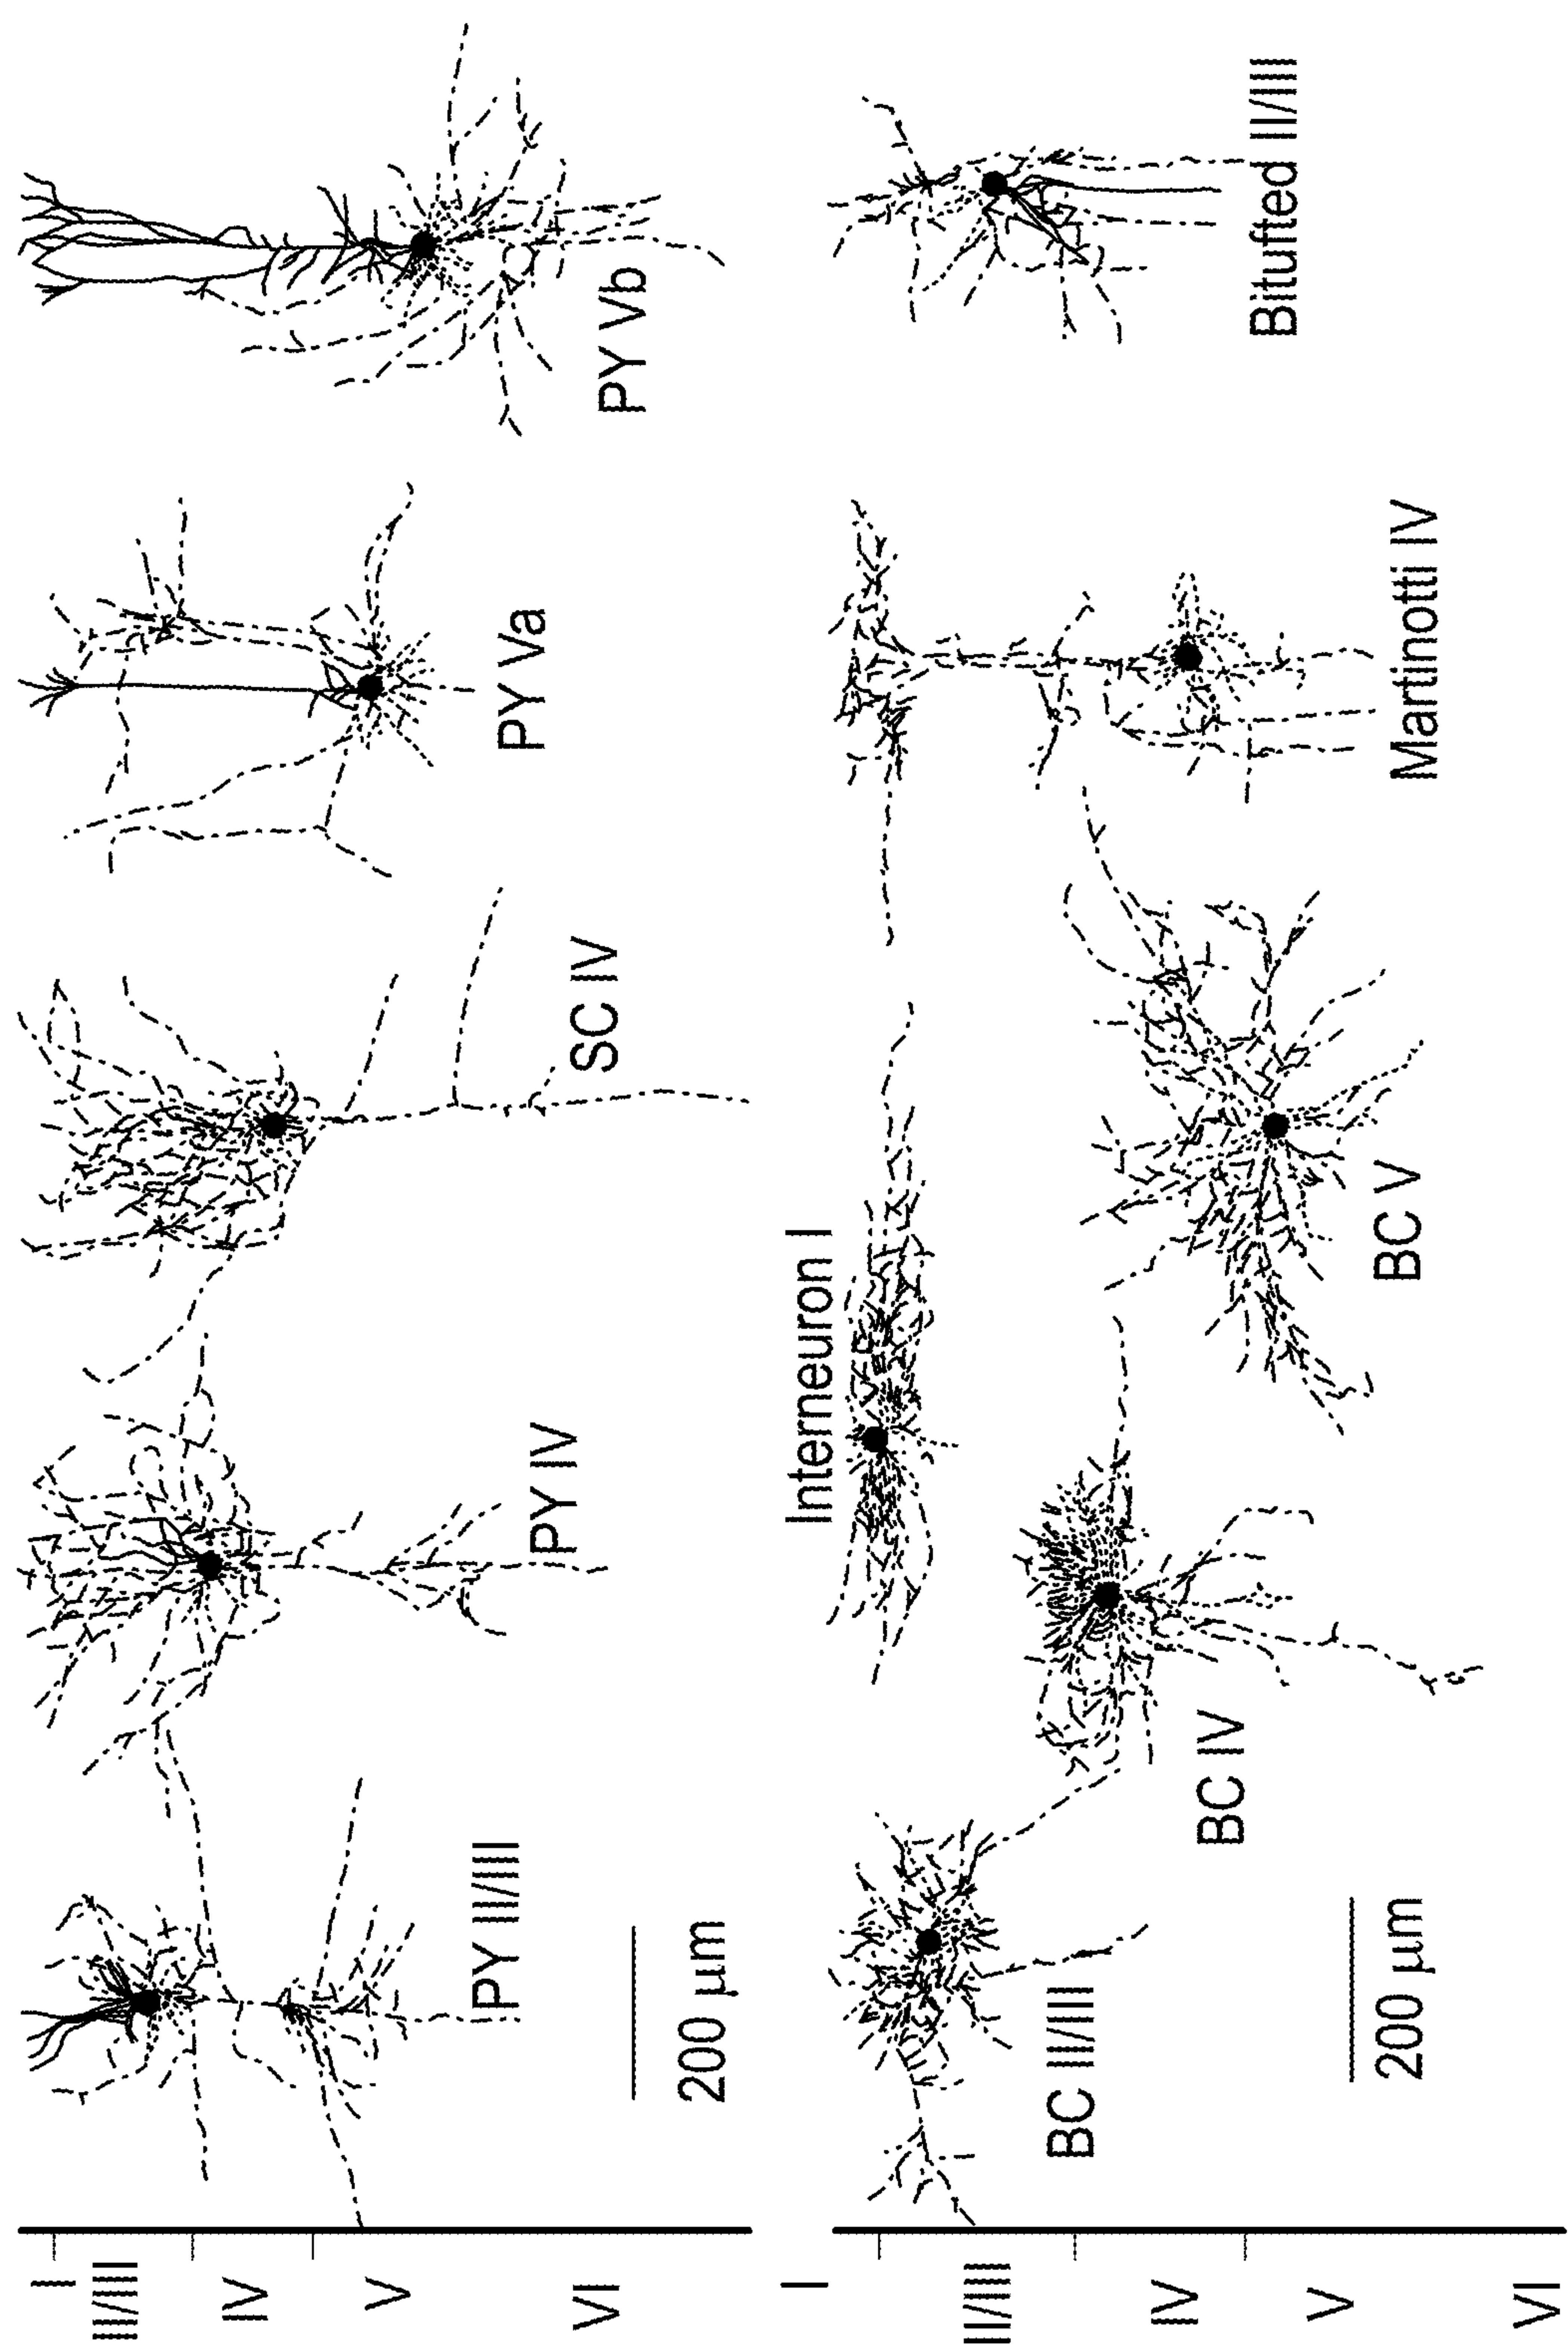 I
II/III
IV
V
VI
PY II/III
PY IV
SC IV
PY Va
PY Vb
200 µm
I
II/III
IV
V
VI
Interneuron I
BC II/III
BC IV
BC V
Martinotti IV
Bitufted II/III
200 µm